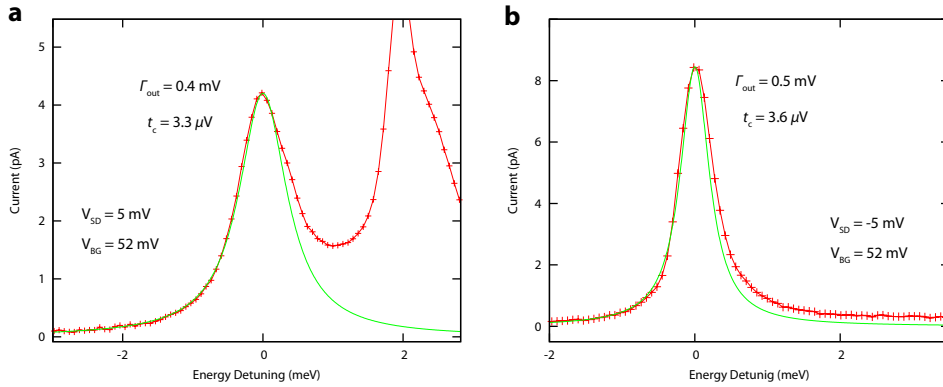 a
5
4
3
2
1
0
Current (pA)
Γout 0.4 mV
tc = 3.3 μV
VSD = 5 mV
VBG = 52 mV
-2
0
2
Energy Detuning (meV)
b
8
6
4
2
0
Current (pA)
Γout 0.5 mV
tc = 3.6 μV
VSD = -5 mV
VBG = 52 mV
-2
0
2
Energy Detuning (meV)